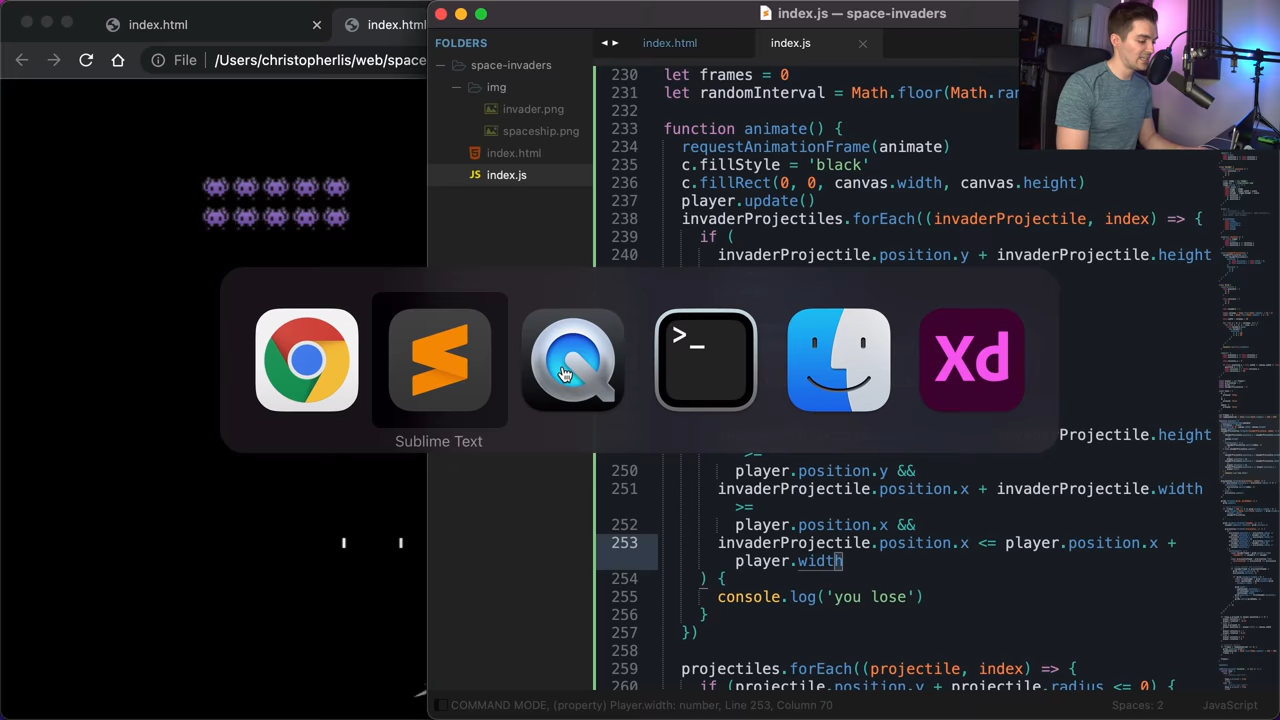 index.html
index.html
File
/Users/christopherlis/web/space
index.js — space-invaders
FOLDERS
space-invaders
img
invader.png
spaceship.png
index.html
JS index.js
index.html
index.js
230 let frames = 0
231 let randomInterval = Math.floor(Math.ran
232
233 function animate() {
234 requestAnimationFrame(animate)
235 c.fillStyle = 'black'
236 c.fillRect(0, 0, canvas.width, canvas.height)
237 player.update()
238 invaderProjectiles.forEach((invaderProjectile, index) => {
239 if (
240 invaderProjectile.position.y + invaderProjectile.height
>_
Xd
Sublime Text
Projectile.height
>=
250 player.position.y &&
251 invaderProjectile.position.x + invaderProjectile.width
>=
252 player.position.x &&
253 invaderProjectile.position.x <= player.position.x +
player.width
254 ) {
255 console.log('you lose')
256 }
257 })
258
259 projectiles.forEach((projectile, index) => {
260 if (projectile.position.y + projectile.radius <= 0) {
COMMAND MODE, (property) Player.width: number, Line 253, Column 70
Spaces: 2
JavaScript